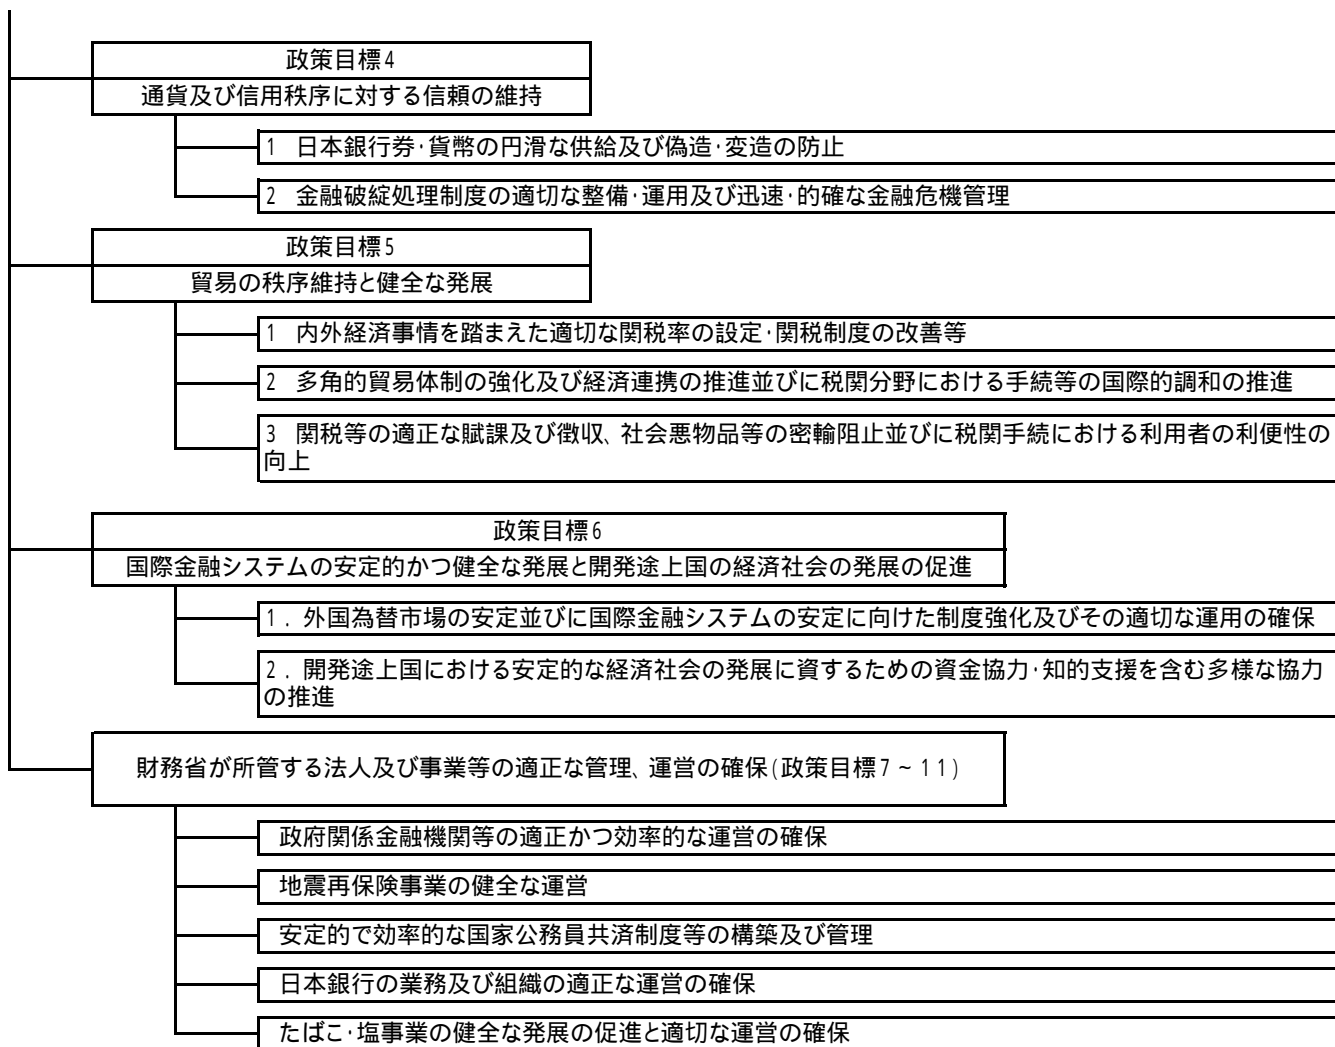 政策目標4
通貨及び信用秩序に対する信頼の維持
1 日本銀行券・貨幣の円滑な供給及び偽造・変造の防止
2 金融破綻処理制度の適切な整備・運用及び迅速・的確な金融危機管理
政策目標5
貿易の秩序維持と健全な発展
1 内外経済事情を踏まえた適切な関税率の設定・関税制度の改善等
2 多角的貿易体制の強化及び経済連携の推進並びに税関分野における手続等の国際的調和の推進
3 関税等の適正な賦課及び徴収、社会悪物品等の密輸阻止並びに税関手続における利用者の利便性の
向上
政策目標6
国際金融システムの安定的かつ健全な発展と開発途上国の経済社会の発展の促進
1．外国為替市場の安定並びに国際金融システムの安定に向けた制度強化及びその適切な運用の確保
2．開発途上国における安定的な経済社会の発展に資するための資金協力・知的支援を含む多様な協力
の推進
財務省が所管する法人及び事業等の適正な管理、運営の確保(政策目標7～11)
政府関係金融機関等の適正かつ効率的な運営の確保
地震再保険事業の健全な運営
安定的で効率的な国家公務員共済制度等の構築及び管理
日本銀行の業務及び組織の適正な運営の確保
たばこ・塩事業の健全な発展の促進と適切な運営の確保